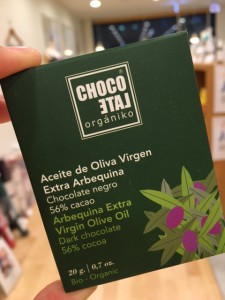 CHOCO
LATE
orgániko
Aceite de Oliva Virgen
Extra Arbequina
Chocolate negro
56% cacao
Arbequina Extra
Virgin Olive Oil
Dark chocolate
56% cocoa
20 g. | 0,7 oz.
Bio - Organic